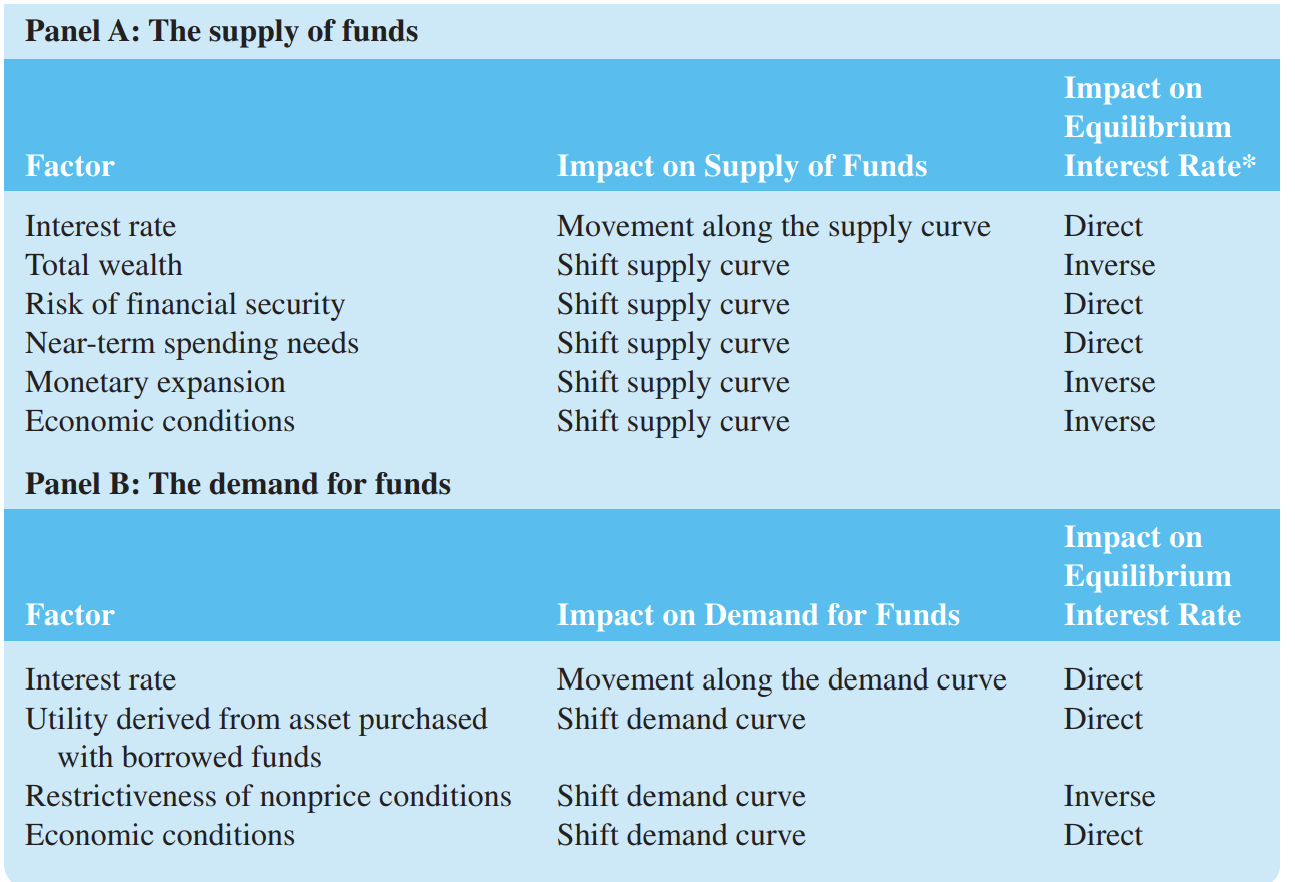 Panel A: The supply of funds
Factor Impact on Supply of Funds Impact on Equilibrium Interest Rate*
Interest rate Movement along the supply curve Direct
Total wealth Shift supply curve Inverse
Risk of financial security Shift supply curve Direct
Near-term spending needs Shift supply curve Direct
Monetary expansion Shift supply curve Inverse
Economic conditions Shift supply curve Inverse
Panel B: The demand for funds
Factor Impact on Demand for Funds Impact on Equilibrium Interest Rate
Interest rate Movement along the demand curve Direct
Utility derived from asset purchased Shift demand curve Direct
with borrowed funds
Restrictiveness of nonprice conditions Shift demand curve Inverse
Economic conditions Shift demand curve Direct